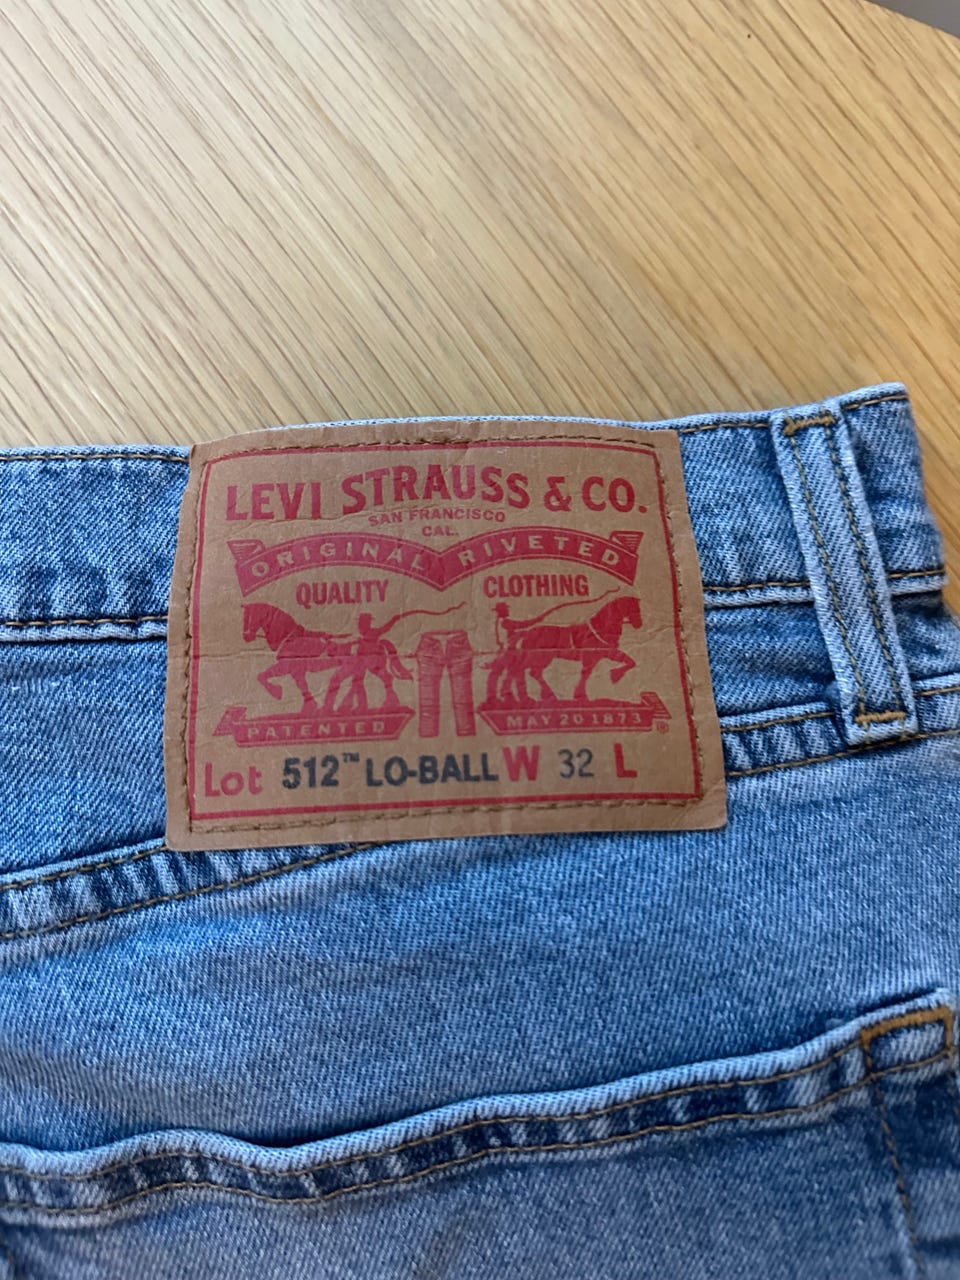 LEVI STRAUSS & CO.
SAN FRANCISCO
CAL.
ORIGINAL RIVETED
QUALITY CLOTHING
PATENTED MAY 20 1873 ®
Lot 512™ LO-BALL W 32 L